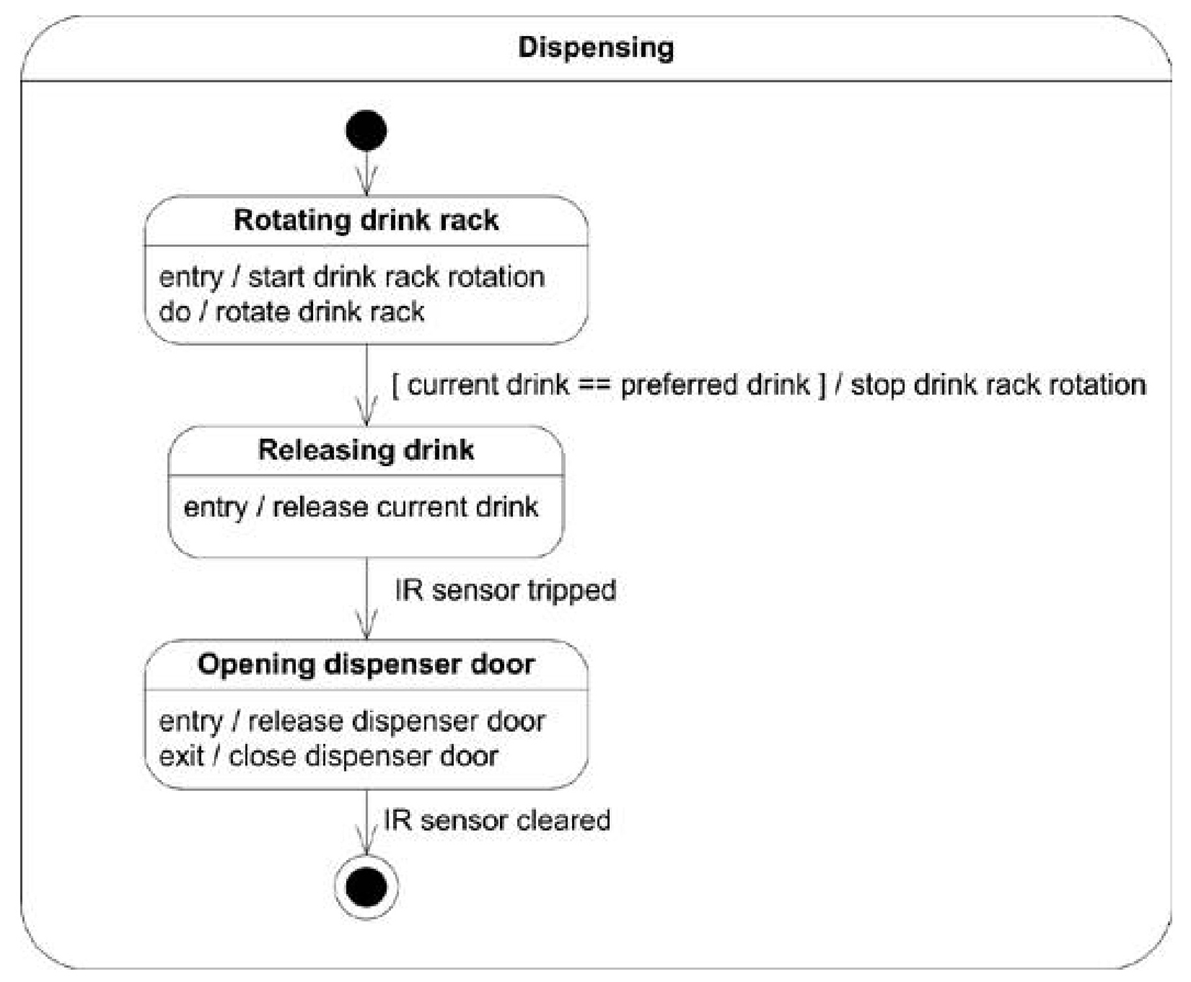 Dispensing
Rotating drink rack
entry / start drink rack rotation
do / rotate drink rack
[ current drink == preferred drink ] / stop drink rack rotation
Releasing drink
entry / release current drink
IR sensor tripped
Opening dispenser door
entry / release dispenser door
exit / close dispenser door
IR sensor cleared